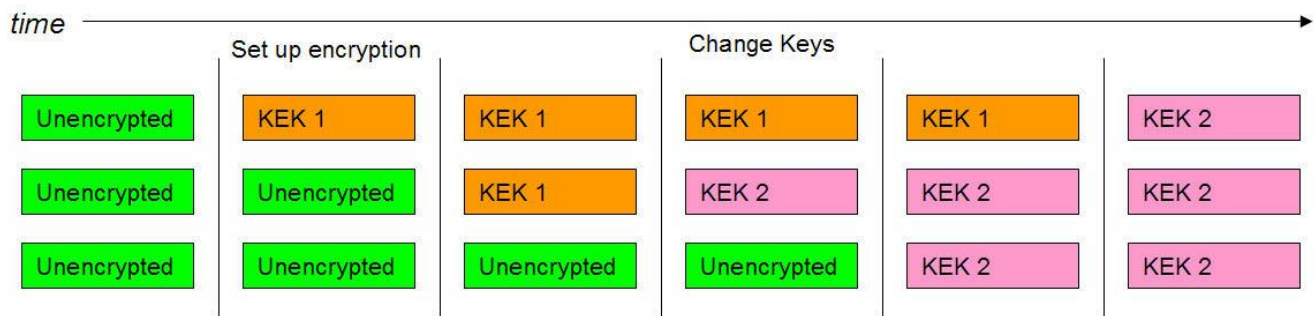 time
Set up encryption Change Keys
Unencrypted KEK 1 KEK 1 KEK 1 KEK 1 KEK 2
Unencrypted Unencrypted KEK 1 KEK 2 KEK 2 KEK 2
Unencrypted Unencrypted Unencrypted Unencrypted KEK 2 KEK 2